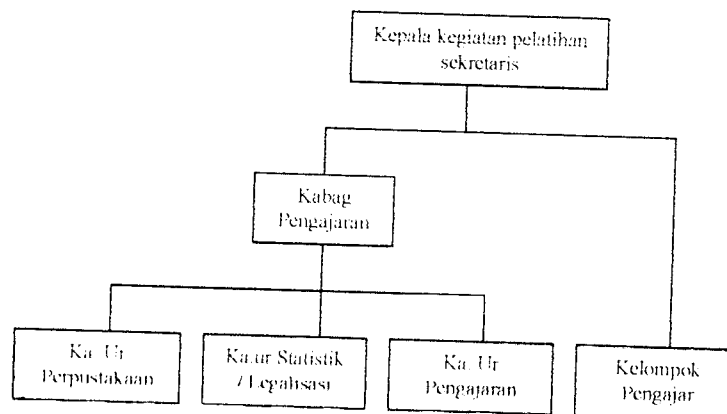 Kepala kegiatan pelatihan
sekretaris
Kabag
Pengajaran
Ka. Ur
Perpustakaan
Ka.ur Statistik
/ Legalisasi
Ka. Ur
Pengajaran
Kelompok
Pengajar